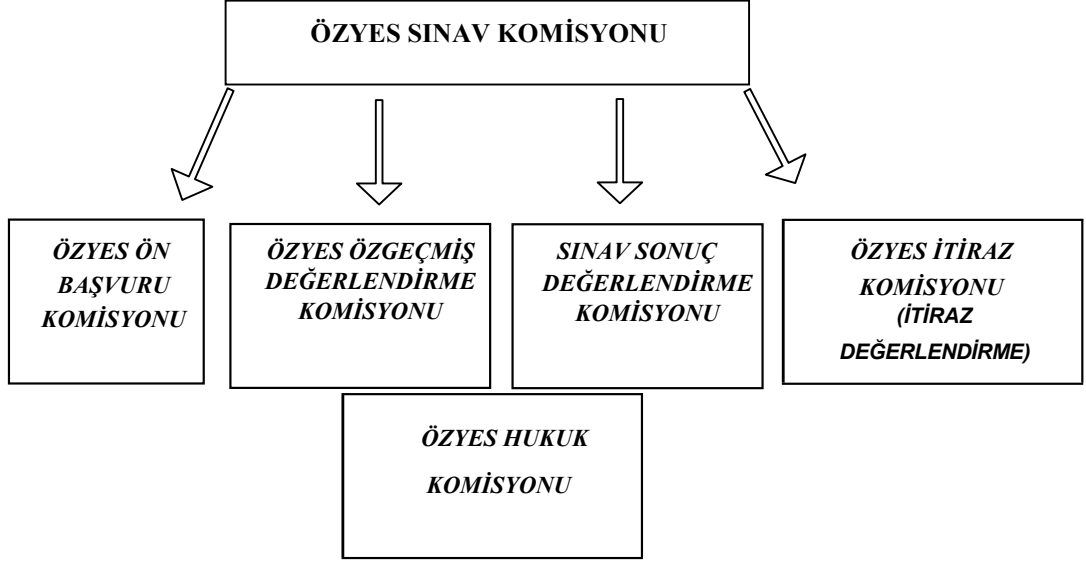 ÖZYES SINAV KOMİSYONU
ÖZYES ÖN
BAŞVURU
KOMİSYONU
ÖZYES ÖZGEÇMİŞ
DEĞERLENDİRME
KOMİSYONU
SINAV SONUÇ
DEĞERLENDİRME
KOMİSYONU
ÖZYES İTİRAZ
KOMİSYONU
(İTİRAZ
DEĞERLENDİRME)
ÖZYES HUKUK
KOMİSYONU